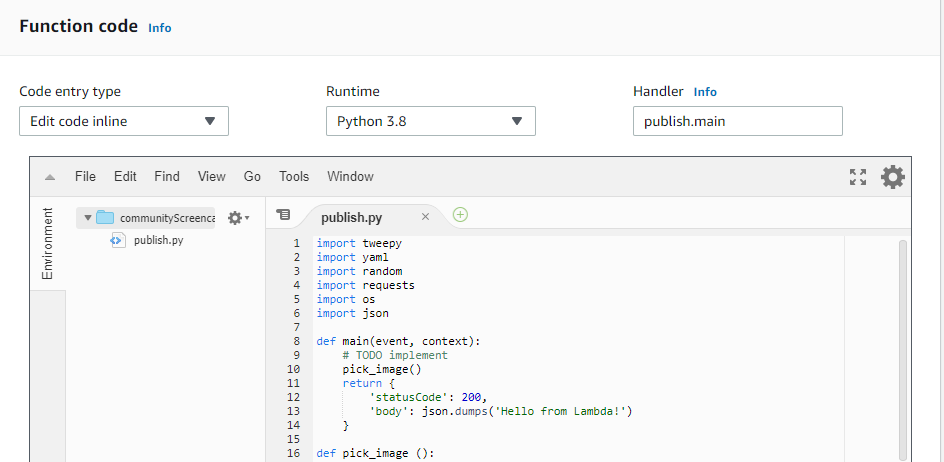 Function code Info
Code entry type Runtime Handler Info
Edit code inline Python 3.8 publish.main
File Edit Find View Go Tools Window
Environment
communityScreenca
publish.py
publish.py
1 import tweepy
2 import yaml
3 import random
4 import requests
5 import os
6 import json
7
8 def main(event, context):
9 # TODO implement
10 pick_image()
11 return {
12 'statusCode': 200,
13 'body': json.dumps('Hello from Lambda!')
14 }
15
16 def pick_image ():